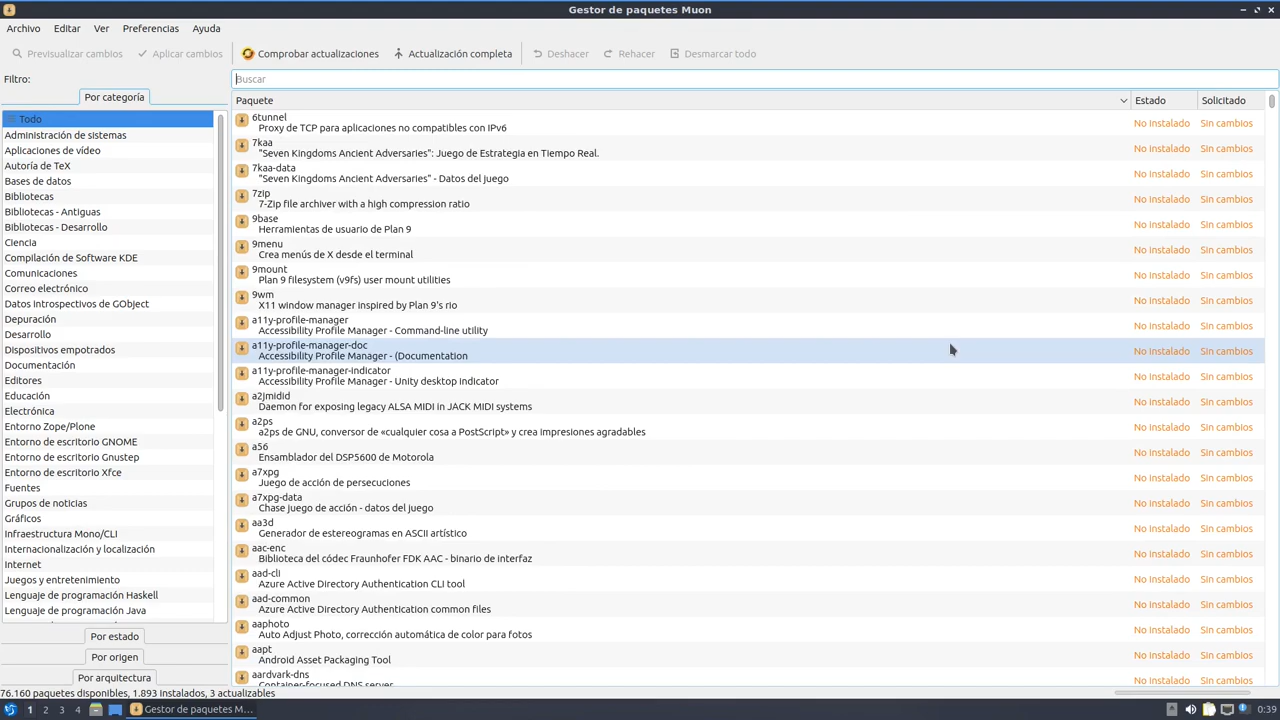 Gestor de paquetes Muon
Archivo Editar Ver Preferencias Ayuda
Previsualizar cambios Aplicar cambios Comprobar actualizaciones Actualización completa Deshacer Rehacer Desmarcar todo
Filtro:
Buscar
Por categoría
Todo
Administración de sistemas
Aplicaciones de vídeo
Autoría de TeX
Bases de datos
Bibliotecas
Bibliotecas - Antiguas
Bibliotecas - Desarrollo
Ciencia
Compilación de Software KDE
Comunicaciones
Correo electrónico
Datos introspectivos de GObject
Depuración
Desarrollo
Dispositivos empotrados
Documentación
Editores
Educación
Electrónica
Entorno Zope/Plone
Entorno de escritorio GNOME
Entorno de escritorio Gnustep
Entorno de escritorio Xfce
Fuentes
Grupos de noticias
Gráficos
Infraestructura Mono/CLI
Internacionalización y localización
Internet
Juegos y entretenimiento
Lenguaje de programación Haskell
Lenguaje de programación Java
Por estado
Por origen
Por arquitectura
Paquete Estado Solicitado
6tunnel
Proxy de TCP para aplicaciones no compatibles con IPv6
No instalado Sin cambios
7kaa
"Seven Kingdoms Ancient Adversaries": Juego de Estrategia en Tiempo Real.
No instalado Sin cambios
7kaa-data
"Seven Kingdoms Ancient Adversaries" - Datos del juego
No instalado Sin cambios
7zip
7-Zip file archiver with a high compression ratio
No instalado Sin cambios
9base
Herramientas de usuario de Plan 9
No instalado Sin cambios
9menu
Crea menús de X desde el terminal
No instalado Sin cambios
9mount
Plan 9 filesystem (v9fs) user mount utilities
No instalado Sin cambios
9wm
X11 window manager inspired by Plan 9's rio
No instalado Sin cambios
a11y-profile-manager
Accessibility Profile Manager - Command-line utility
No instalado Sin cambios
a11y-profile-manager-doc
Accessibility Profile Manager - (Documentation
No instalado Sin cambios
a11y-profile-manager-indicator
Accessibility Profile Manager - Unity desktop indicator
No instalado Sin cambios
a2jmidid
Daemon for exposing legacy ALSA MIDI in JACK MIDI systems
No instalado Sin cambios
a2ps
a2ps de GNU, conversor de «cualquier cosa a PostScript» y crea impresiones agradables
No instalado Sin cambios
a56
Ensamblador del DSP5600 de Motorola
No instalado Sin cambios
a7xpg
Juego de acción de persecuciones
No instalado Sin cambios
a7xpg-data
Chase juego de acción - datos del juego
No instalado Sin cambios
aa3d
Generador de estereogramas en ASCII artístico
No instalado Sin cambios
aac-enc
Biblioteca del códec Fraunhofer FDK AAC - binario de interfaz
No instalado Sin cambios
aad-cli
Azure Active Directory Authentication CLI tool
No instalado Sin cambios
aad-common
Azure Active Directory Authentication common files
No instalado Sin cambios
aaphoto
Auto Adjust Photo, corrección automática de color para fotos
No instalado Sin cambios
aapt
Android Asset Packaging Tool
No instalado Sin cambios
aardvark-dns
Container-focused DNS server
No instalado Sin cambios
76.160 paquetes disponibles, 1.893 instalados, 3 actualizables
1 2 3 4 Gestor de paquetes M... 0:39